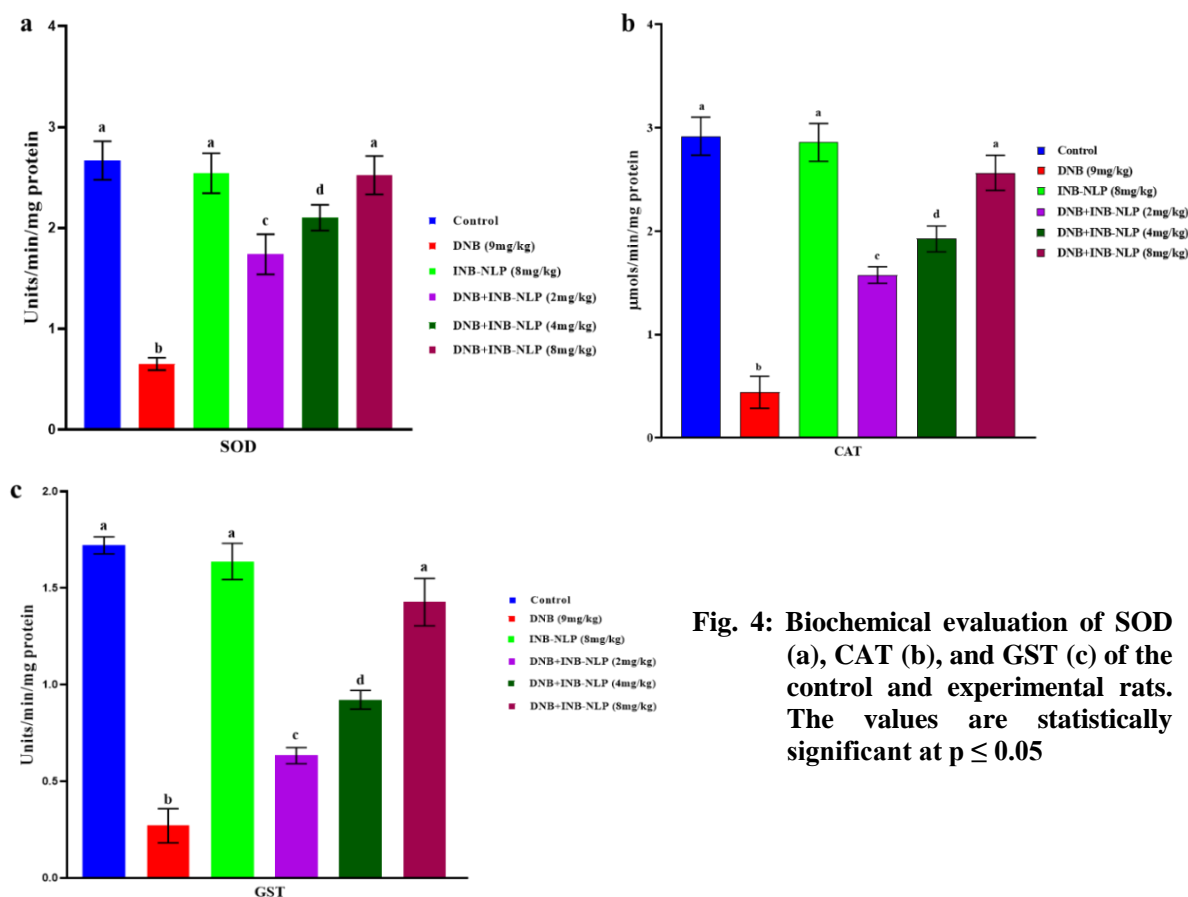 a
4
3
2
1
0
Units/min/mg protein
a
b
a
c
d
a
SOD
Control
DNB (9mg/kg)
INB-NLP (8mg/kg)
DNB+INB-NLP (2mg/kg)
DNB+INB-NLP (4mg/kg)
DNB+INB-NLP (8mg/kg)
b
4
3
2
1
0
μmols/min/mg protein
a
b
a
c
d
a
CAT
Control
DNB (9mg/kg)
INB-NLP (8mg/kg)
DNB+INB-NLP (2mg/kg)
DNB+INB-NLP (4mg/kg)
DNB+INB-NLP (8mg/kg)
c
2.0
1.5
1.0
0.5
0.0
Units/min/mg protein
a
b
a
c
d
a
GST
Control
DNB (9mg/kg)
INB-NLP (8mg/kg)
DNB+INB-NLP (2mg/kg)
DNB+INB-NLP (4mg/kg)
DNB+INB-NLP (8mg/kg)
Fig. 4: Biochemical evaluation of SOD
(a), CAT (b), and GST (c) of the
control and experimental rats.
The values are statistically
significant at p ≤ 0.05